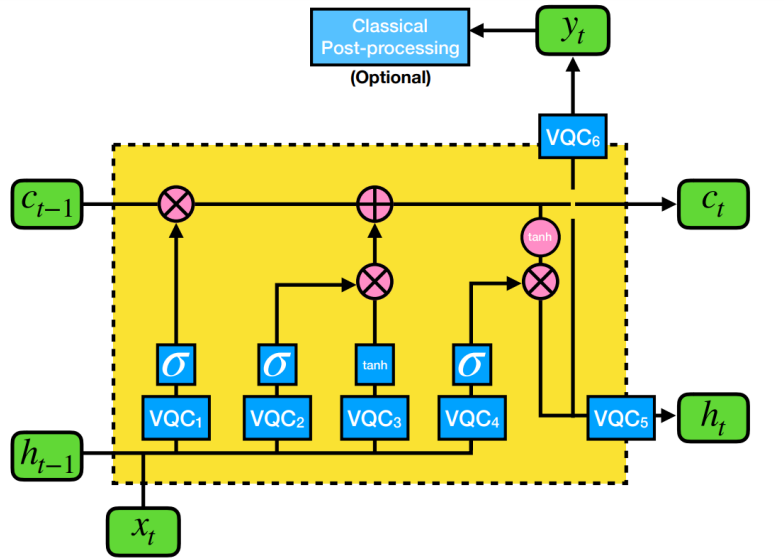 Classical
Post-processing
(Optional)
y_t
VQC₆
c_{t-1}
c_t
tanh
σ
σ
tanh
σ
VQC₁
VQC₂
VQC₃
VQC₄
VQC₅
h_t
h_{t-1}
x_t